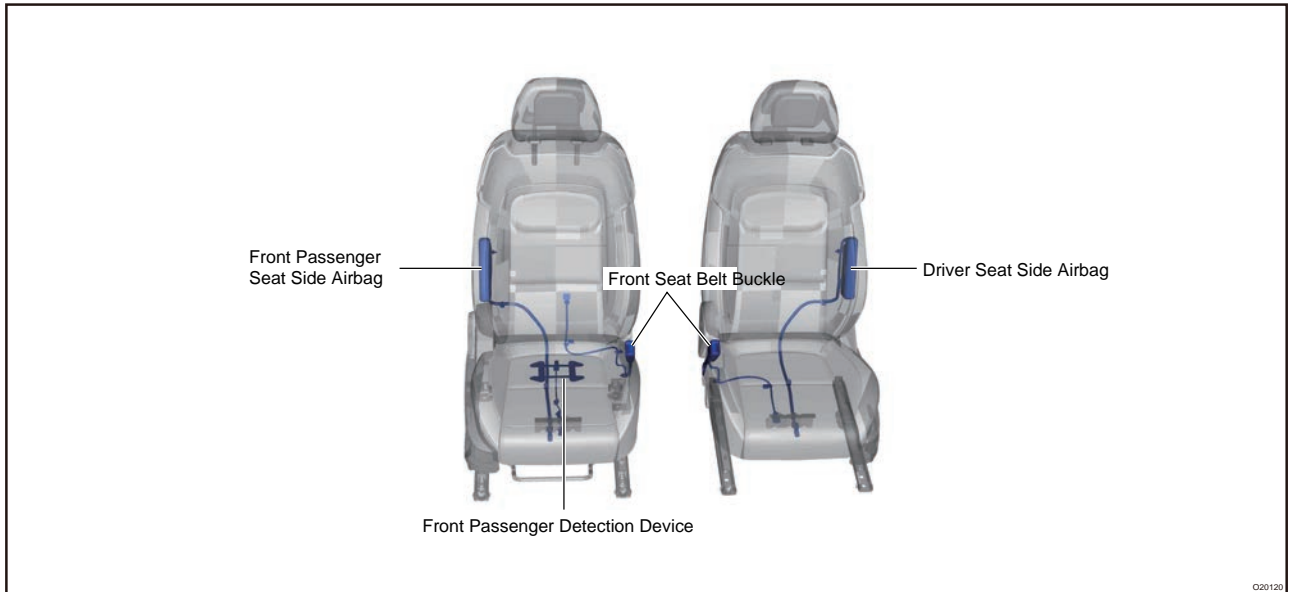 Front Passenger
Seat Side Airbag
Front Seat Belt Buckle
Driver Seat Side Airbag
Front Passenger Detection Device
O20120